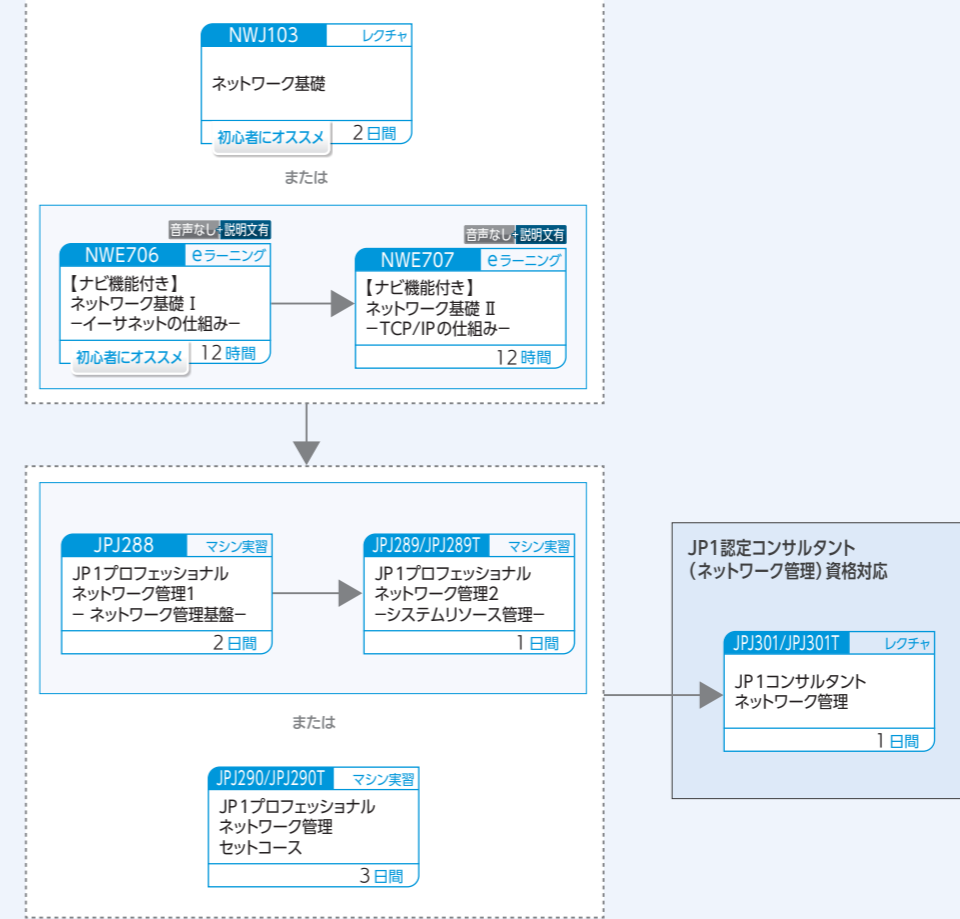 NWJ103 レクチャ
ネットワーク基礎
初心者にオススメ 2日間
または
音声なし+説明文有
NWE706 eラーニング
【ナビ機能付き】
ネットワーク基礎 Ⅰ
−イーサネットの仕組み−
初心者にオススメ 12時間
音声なし+説明文有
NWE707 eラーニング
【ナビ機能付き】
ネットワーク基礎 Ⅱ
−TCP/IPの仕組み−
12時間
JPJ288 マシン実習
JP1プロフェッショナル
ネットワーク管理1
− ネットワーク管理基盤−
2日間
JPJ289/JPJ289T マシン実習
JP1プロフェッショナル
ネットワーク管理2
−システムリソース管理−
1日間
または
JPJ290/JPJ290T マシン実習
JP1プロフェッショナル
ネットワーク管理
セットコース
3日間
JP1認定コンサルタント
(ネットワーク管理)資格対応
JPJ301/JPJ301T レクチャ
JP1コンサルタント
ネットワーク管理
1日間